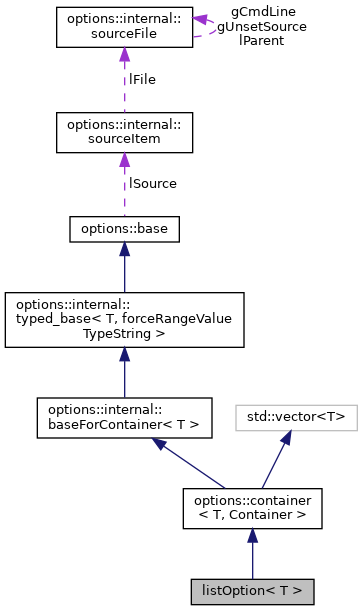 options::internal::
sourceFile
gCmdLine
gUnsetSource
lParent
lFile
options::internal::
sourceItem
lSource
options::base
options::internal::
typed_base< T, forceRangeValue
TypeString >
options::internal::
baseForContainer< T >
std::vector<T>
options::container
< T, Container >
listOption< T >